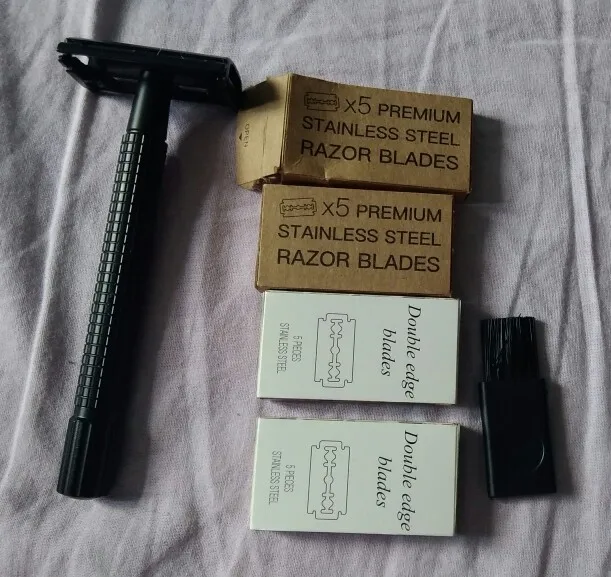 OPEN
x5 PREMIUM
STAINLESS STEEL
RAZOR BLADES
x5 PREMIUM
STAINLESS STEEL
RAZOR BLADES
Double edge
blades
5 PIECES
STAINLESS STEEL
Double edge
blades
5 PIECES
STAINLESS STEEL